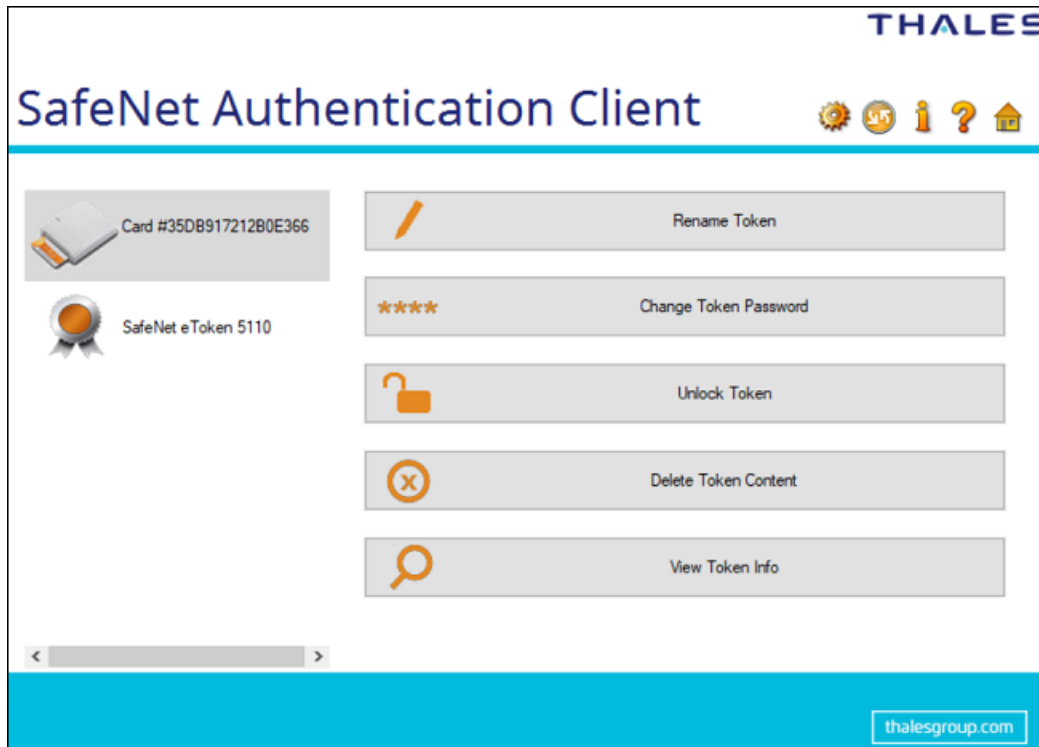 THALES
SafeNet Authentication Client
Card #35DB917212B0E366
SafeNet eToken 5110
Rename Token
****
Change Token Password
Unlock Token
Delete Token Content
View Token Info
thalesgroup.com